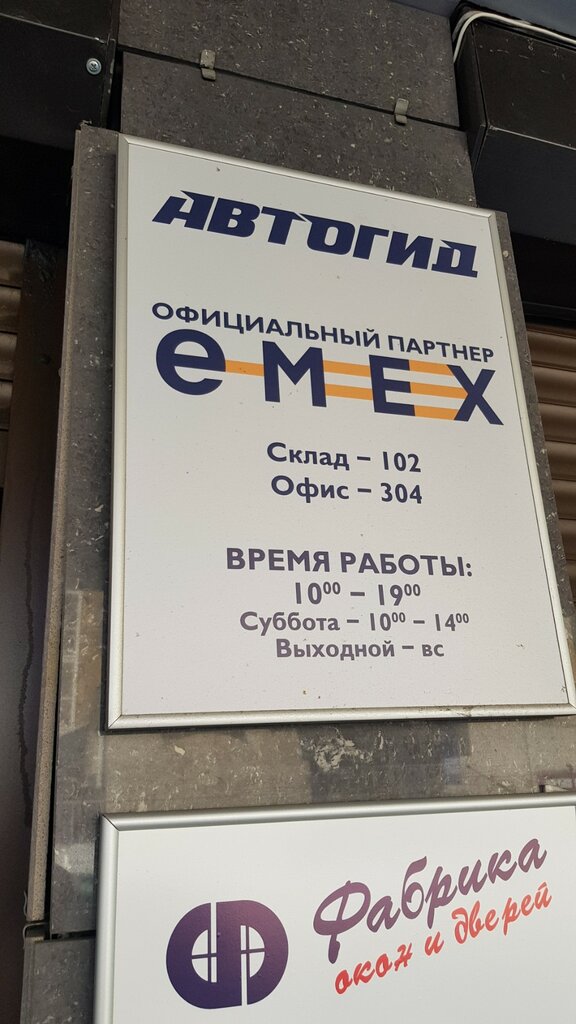 АВТОГИД
ОФИЦИАЛЬНЫЙ ПАРТНЕР
емех
Склад – 102
Офис – 304
ВРЕМЯ РАБОТЫ:
10⁰⁰ – 19⁰⁰
Суббота – 10⁰⁰ – 14⁰⁰
Выходной – вс
Фабрика
окон и дверей